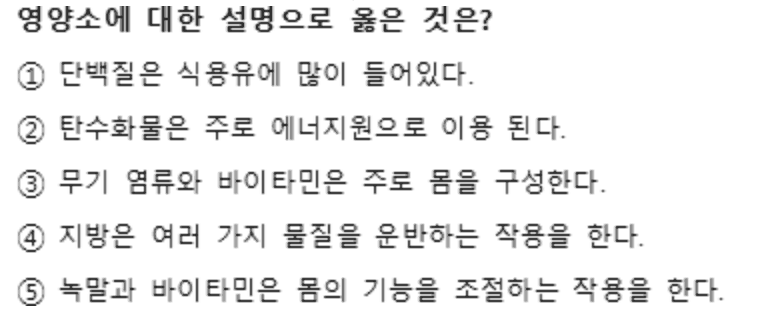 영양소에 대한 설명으로 옳은 것은?
① 단백질은 식용유에 많이 들어있다.
② 탄수화물은 주로 에너지원으로 이용 된다.
③ 무기 염류와 바이타민은 주로 몸을 구성한다.
④ 지방은 여러 가지 물질을 운반하는 작용을 한다.
⑤ 녹말과 바이타민은 몸의 기능을 조절하는 작용을 한다.